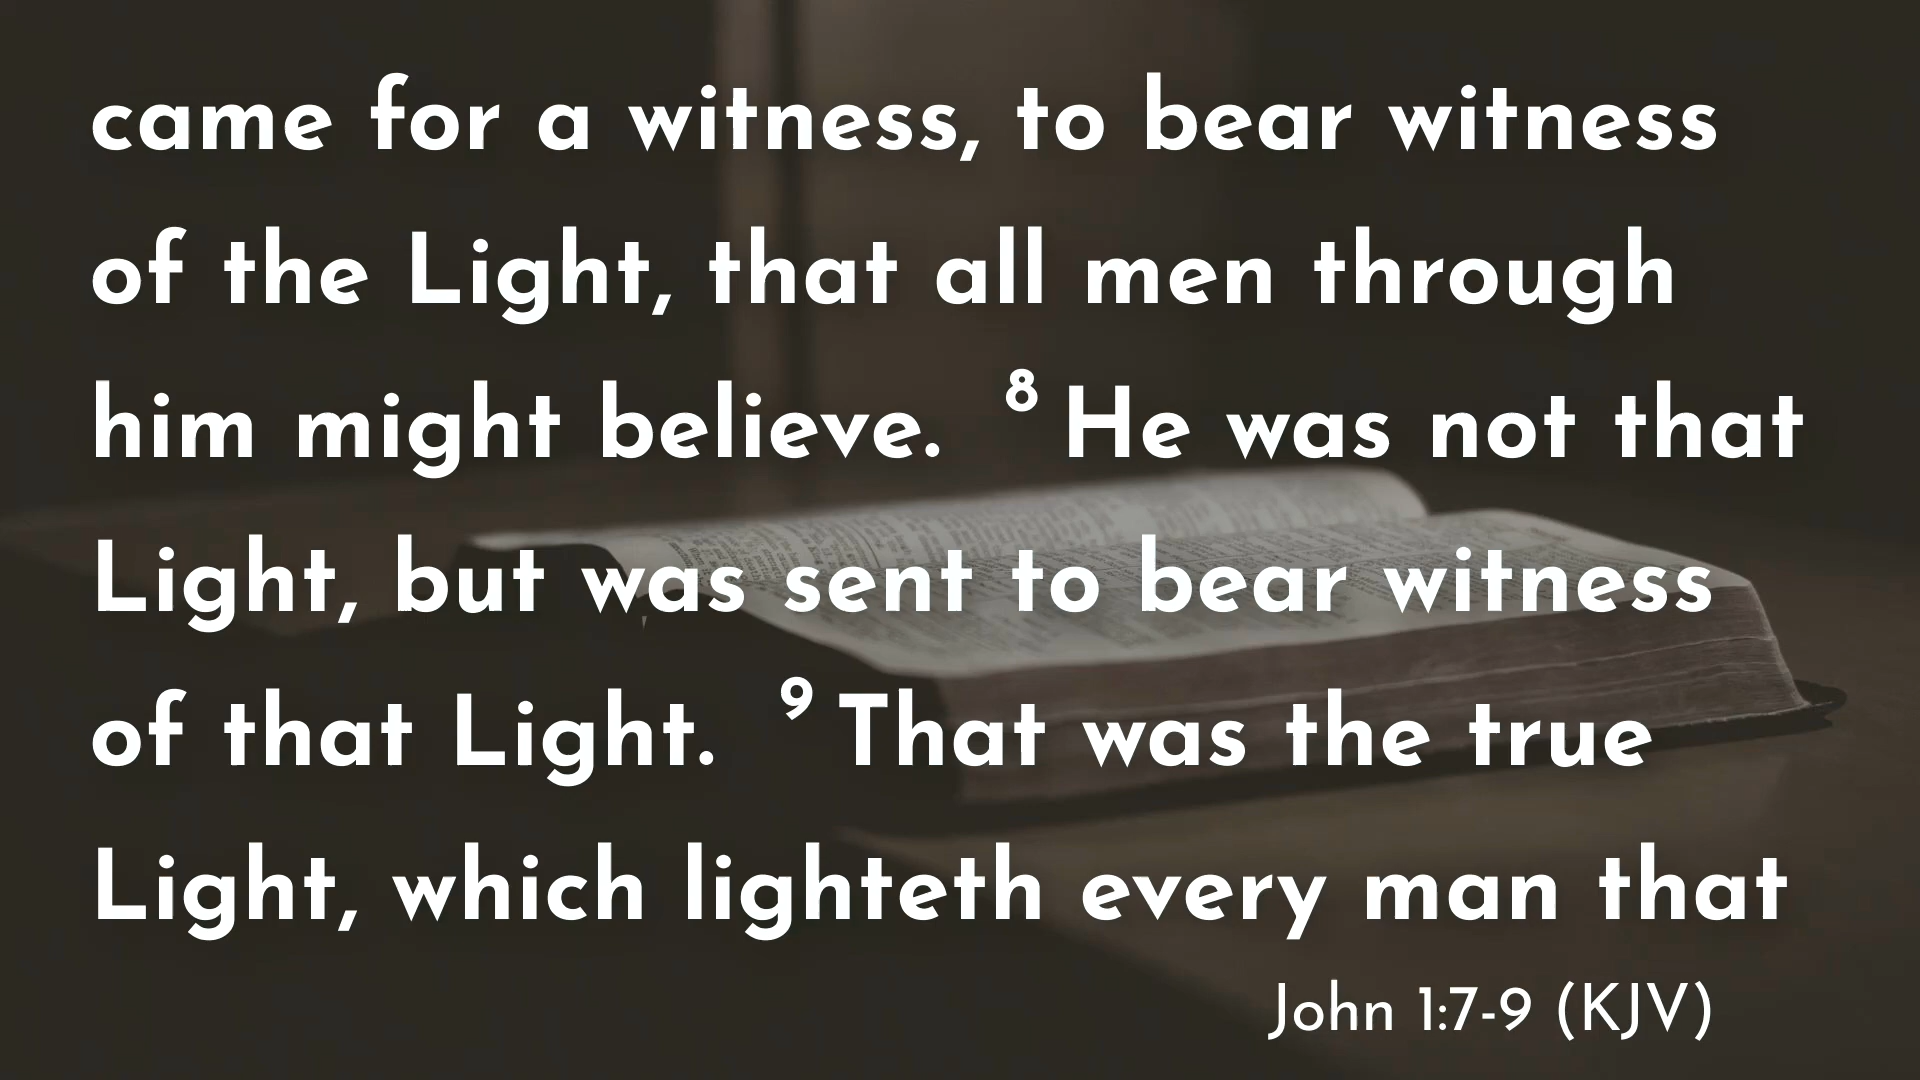 came for a witness, to bear witness
of the Light, that all men through
him might believe. 8 He was not that
Light, but was sent to bear witness
of that Light. 9 That was the true
Light, which lighteth every man that
John 1:7-9 (KJV)